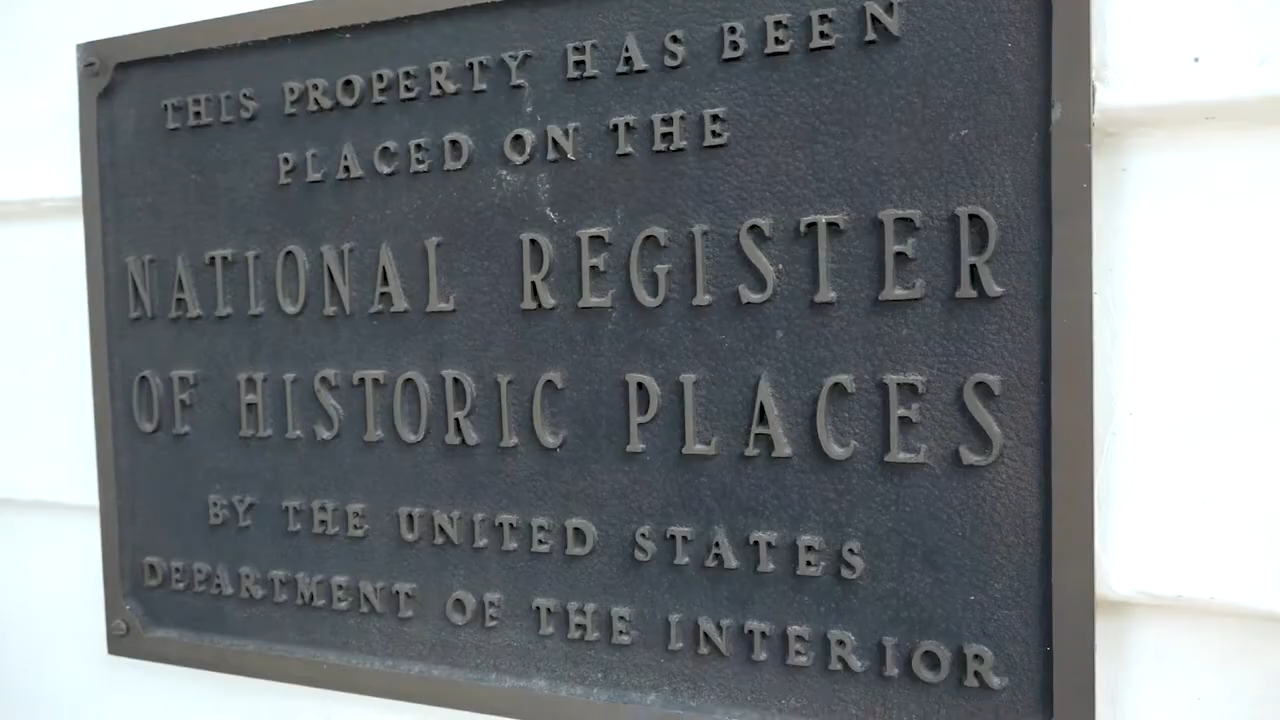 THIS PROPERTY HAS BEEN
PLACED ON THE
NATIONAL REGISTER
OF HISTORIC PLACES
BY THE UNITED STATES
DEPARTMENT OF THE INTERIOR